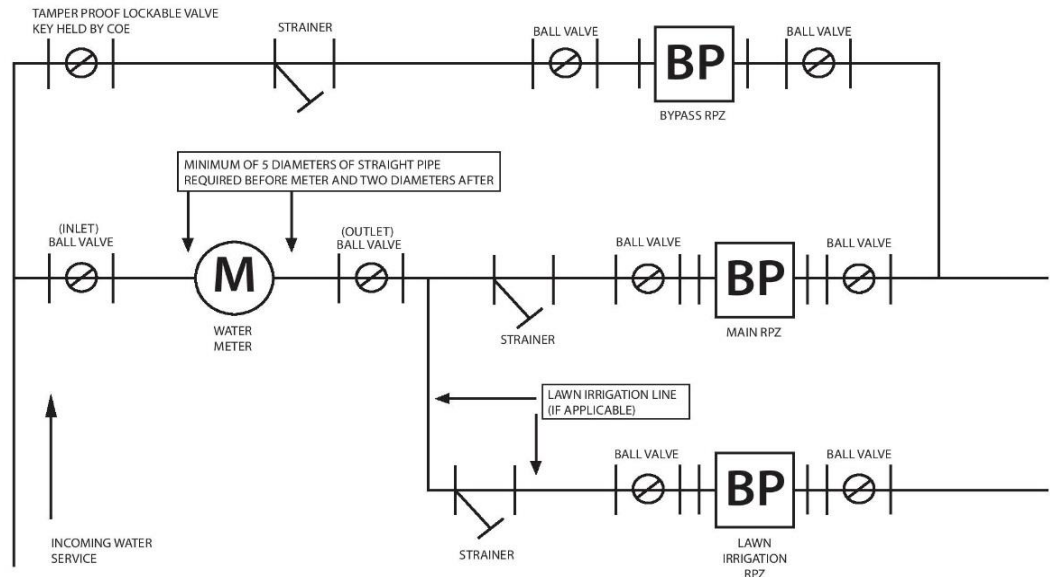 TAMPER PROOF LOCKABLE VALVE
KEY HELD BY COE
STRAINER
BALL VALVE
BP
BALL VALVE
BYPASS RPZ
MINIMUM OF 5 DIAMETERS OF STRAIGHT PIPE
REQUIRED BEFORE METER AND TWO DIAMETERS AFTER
(INLET)
BALL VALVE
M
WATER
METER
(OUTLET)
BALL VALVE
STRAINER
BALL VALVE
BP
MAIN RPZ
BALL VALVE
LAWN IRRIGATION LINE
(IF APPLICABLE)
STRAINER
BALL VALVE
BP
LAWN
IRRIGATION
RPZ
BALL VALVE
INCOMING WATER
SERVICE